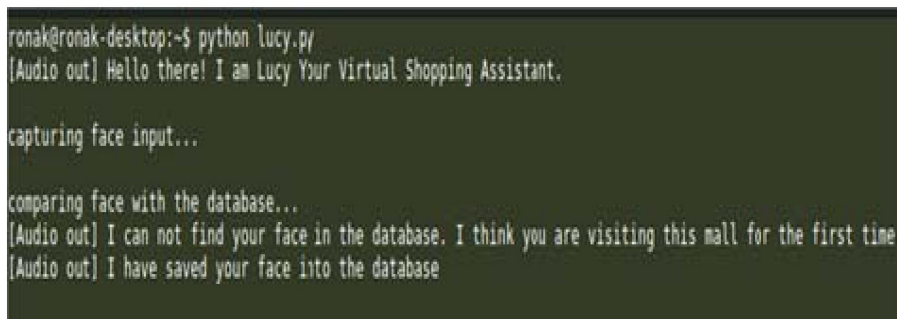 ronak@ronak-desktop:~$ python lucy.py
[Audio out] Hello there! I am Lucy Your Virtual Shopping Assistant.
capturing face input...
comparing face with the database...
[Audio out] I can not find your face in the database. I think you are visiting this mall for the first time
[Audio out] I have saved your face into the database